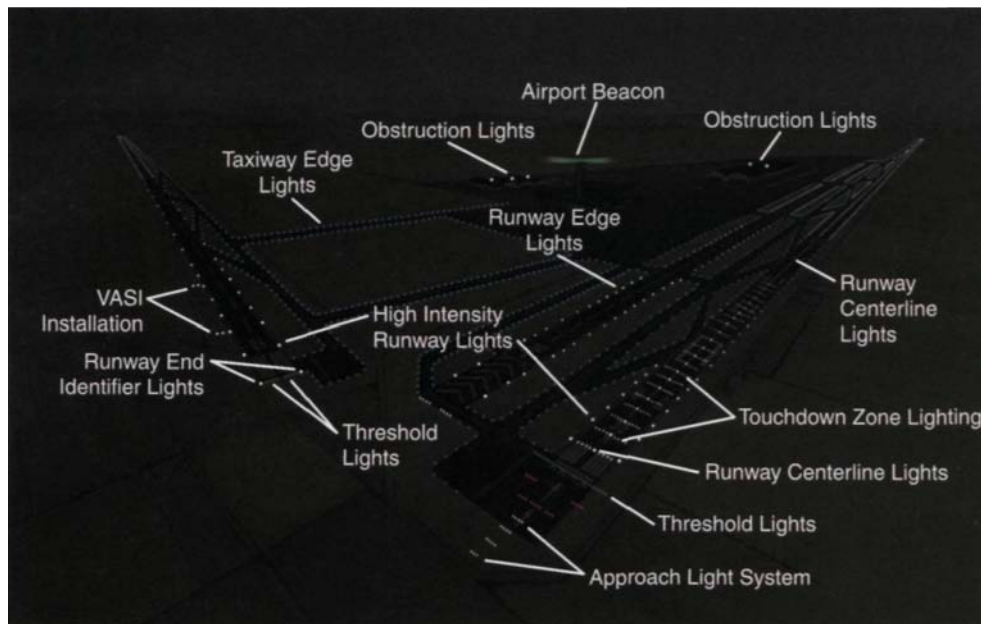 Airport Beacon
Obstruction Lights
Obstruction Lights
Taxiway Edge
Lights
Runway Edge
Lights
VASI
Installation
High Intensity
Runway Lights
Runway
Centerline
Lights
Runway End
Identifier Lights
Threshold
Lights
Touchdown Zone Lighting
Runway Centerline Lights
Threshold Lights
Approach Light System